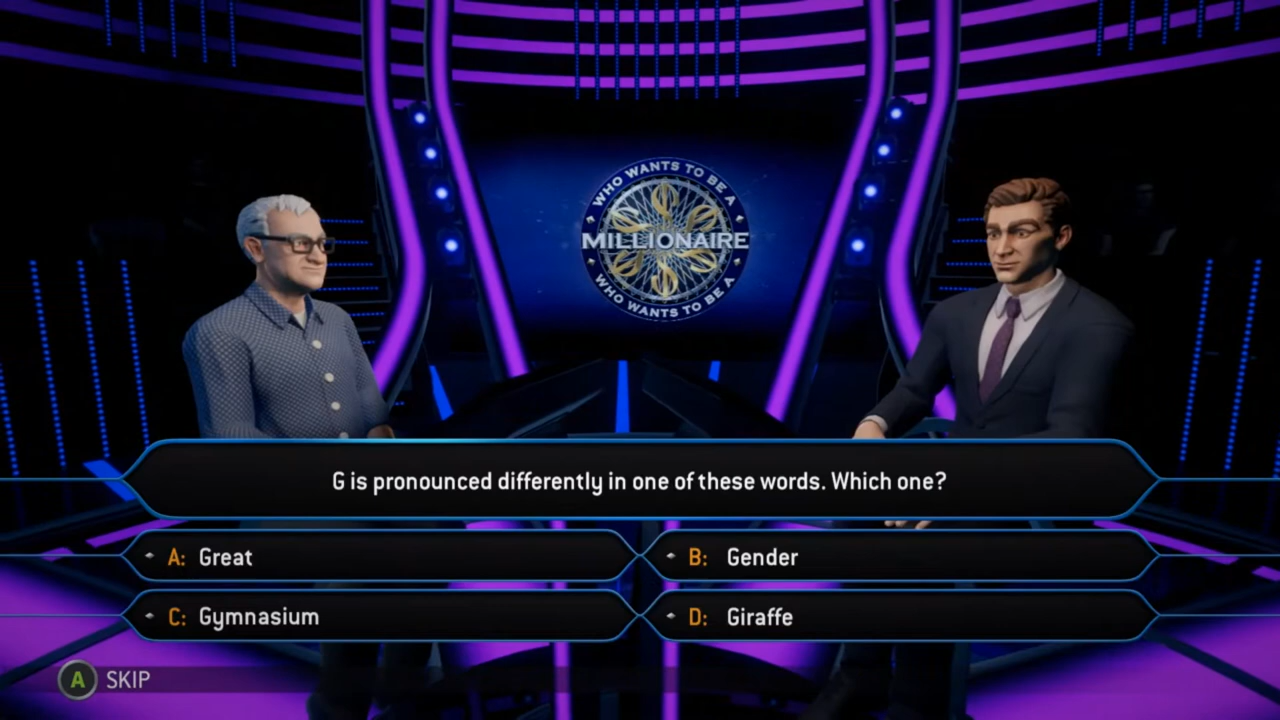 WHO WANTS TO BE A
MILLIONAIRE
WHO WANTS TO BE A
G is pronounced differently in one of these words. Which one?
A: Great
B: Gender
C: Gymnasium
D: Giraffe
A SKIP